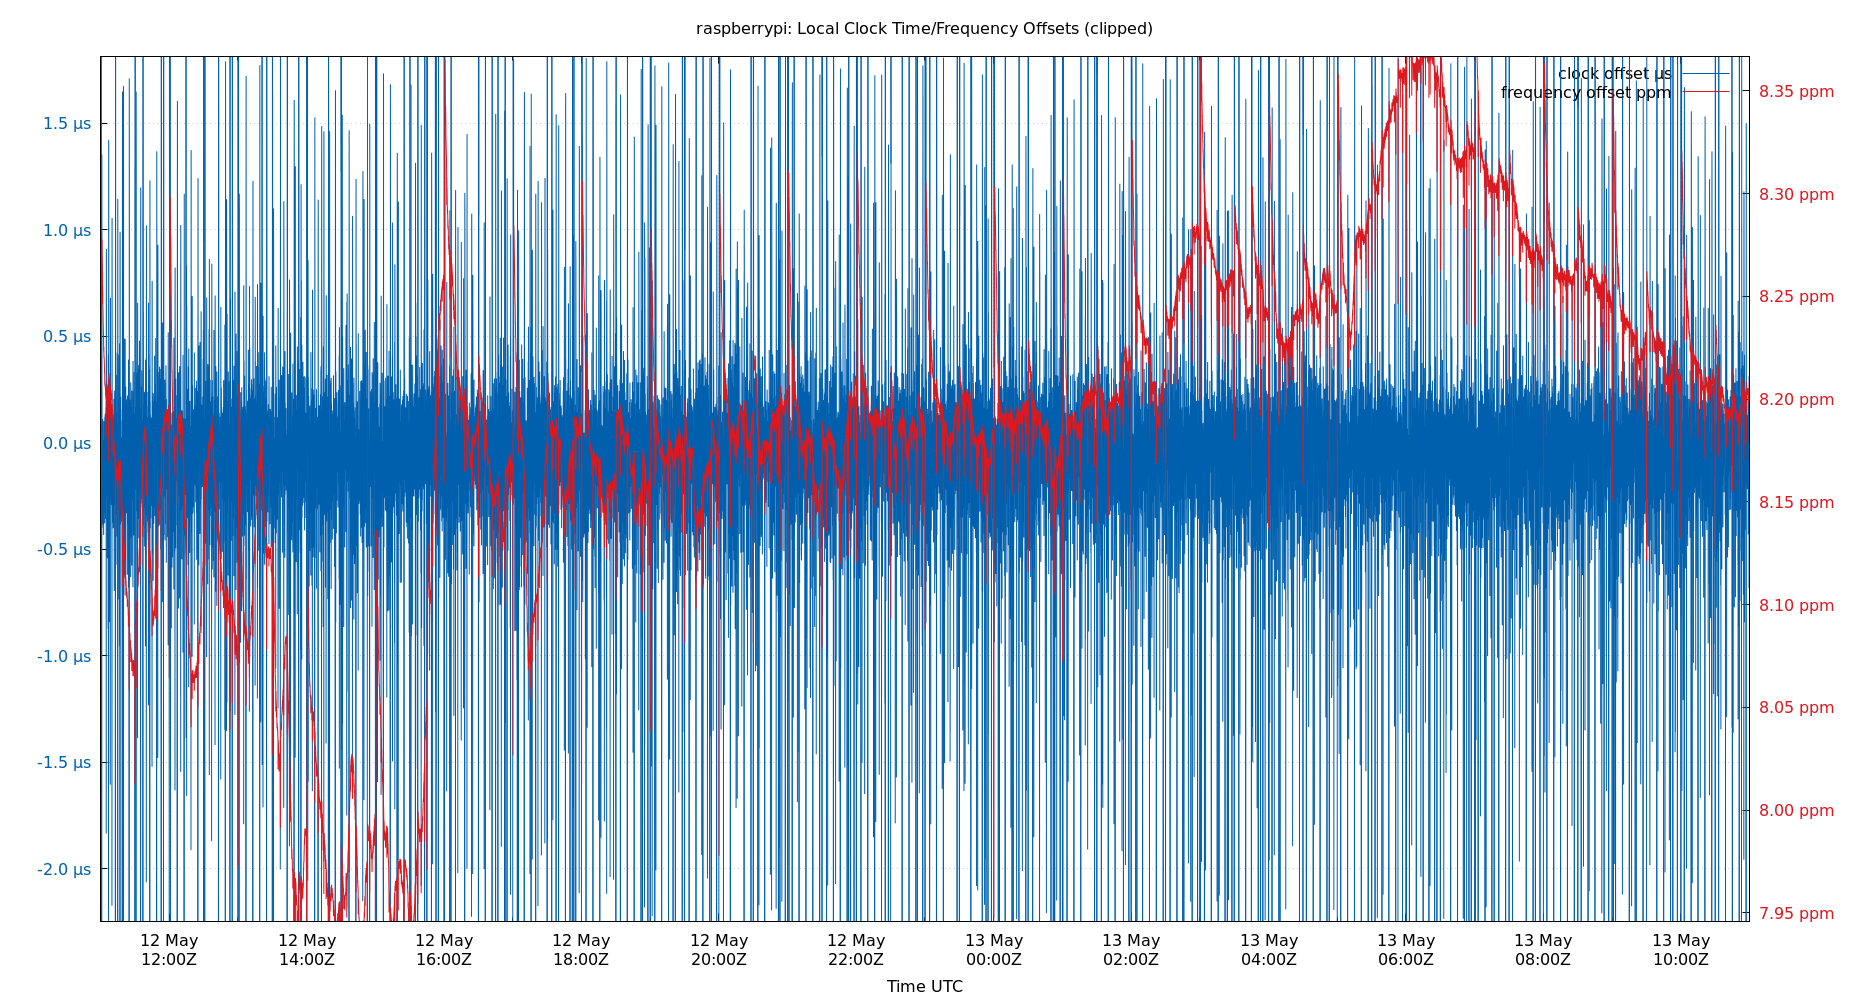 raspberrypi: Local Clock Time/Frequency Offsets (clipped)
clock offset µs
frequency offset ppm
1.5 µs
1.0 µs
0.5 µs
0.0 µs
-0.5 µs
-1.0 µs
-1.5 µs
-2.0 µs
8.35 ppm
8.30 ppm
8.25 ppm
8.20 ppm
8.15 ppm
8.10 ppm
8.05 ppm
8.00 ppm
7.95 ppm
12 May 12 May 12 May 12 May 12 May 12 May 13 May 13 May 13 May 13 May 13 May 13 May
12:00Z 14:00Z 16:00Z 18:00Z 20:00Z 22:00Z 00:00Z 02:00Z 04:00Z 06:00Z 08:00Z 10:00Z
Time UTC